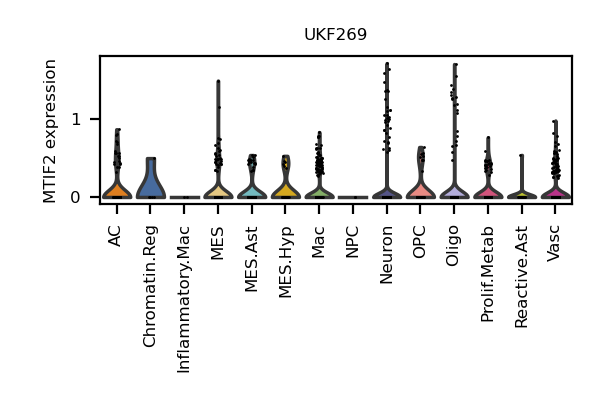 UKF269
MTIF2 expression
1
0
AC
Chromatin.Reg
Inflammatory.Mac
MES
MES.Ast
MES.Hyp
Mac
NPC
Neuron
OPC
Oligo
Prolif.Metab
Reactive.Ast
Vasc